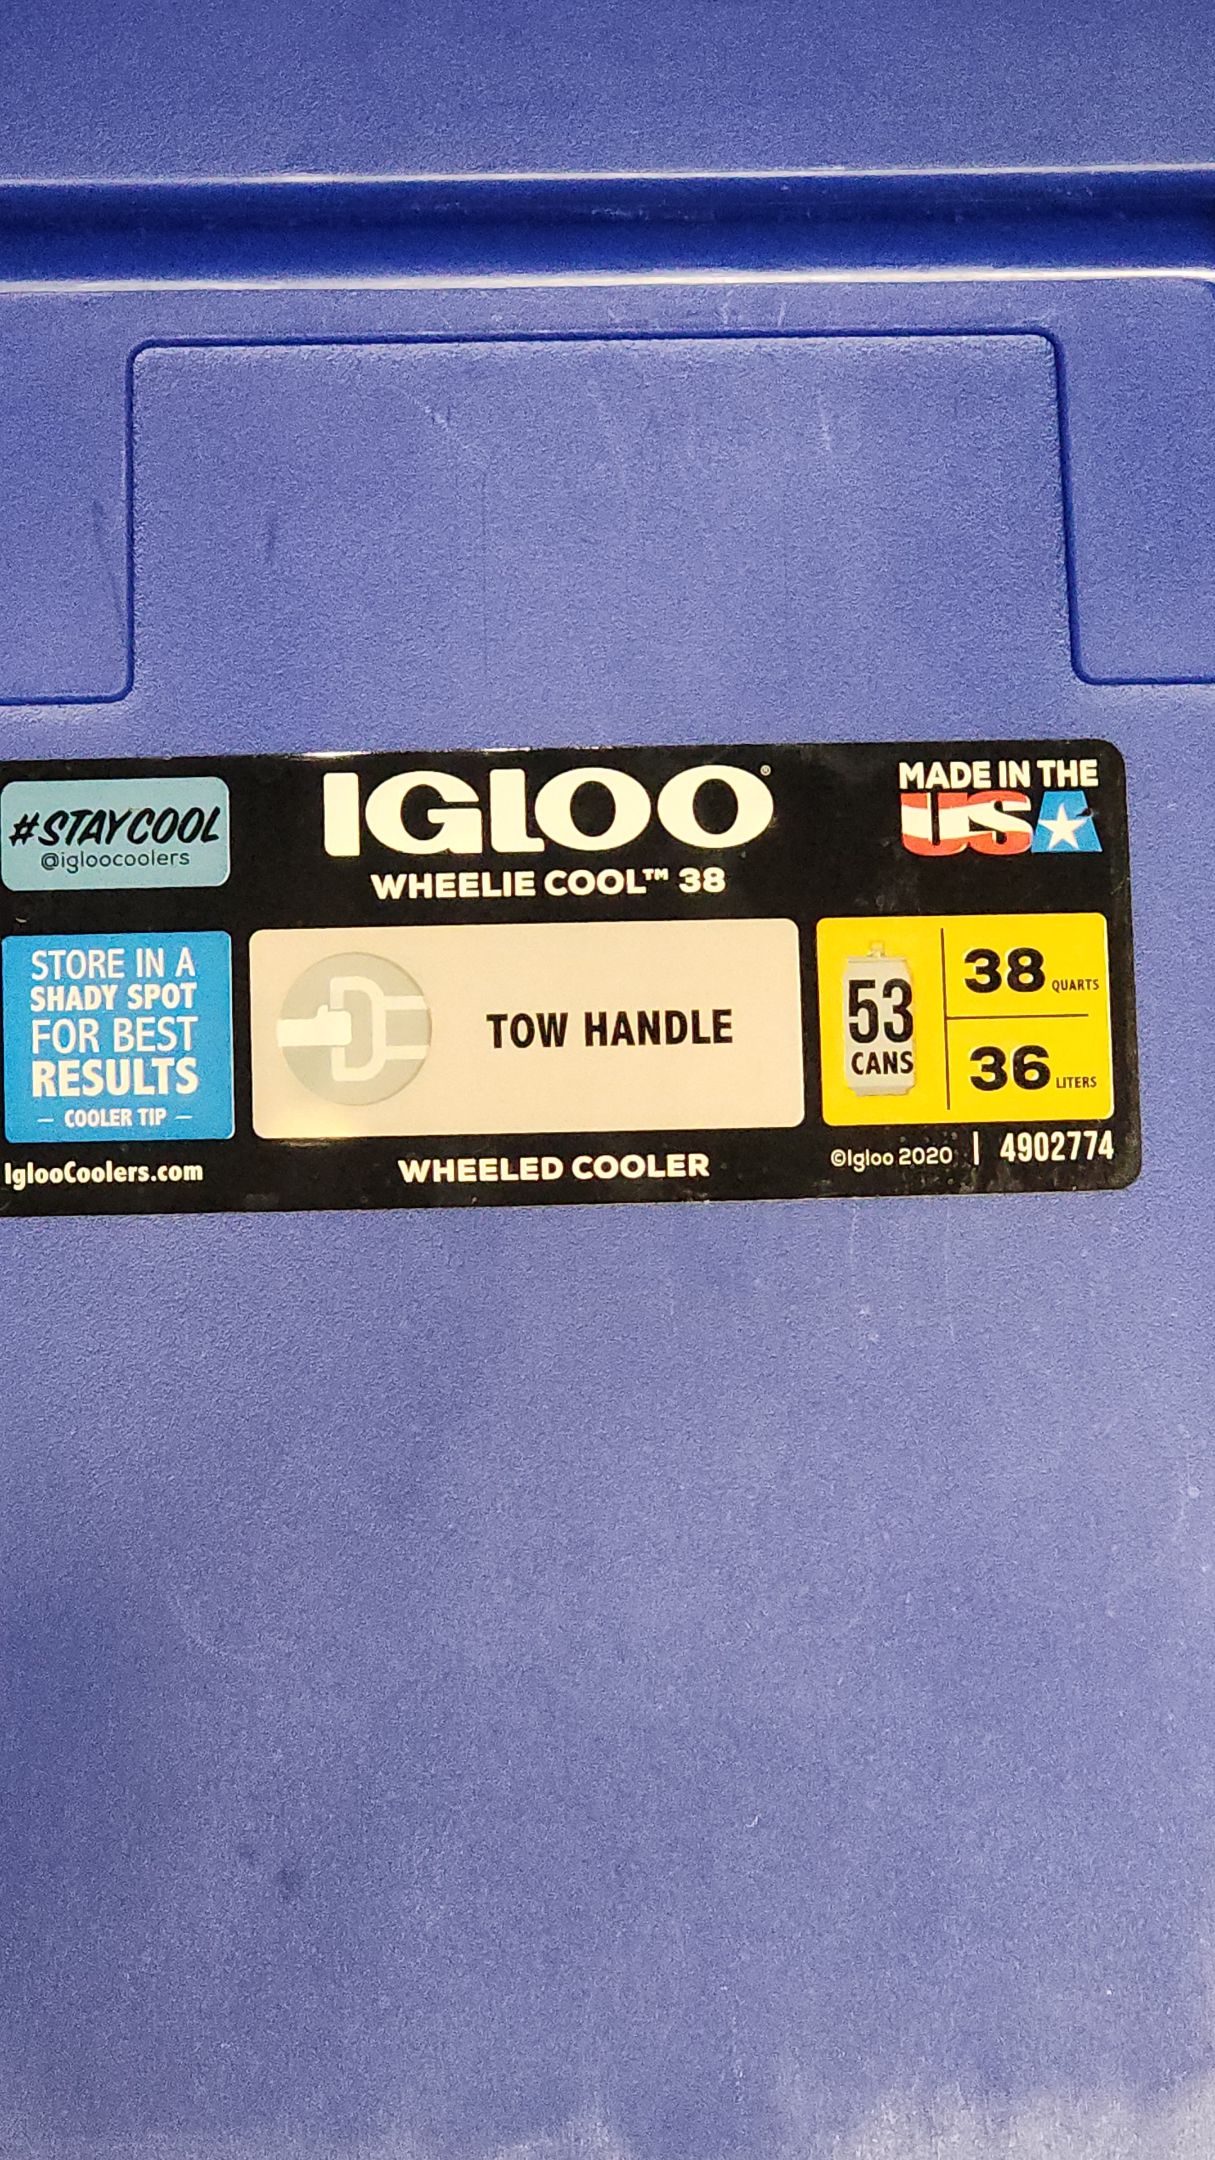 #STAYCOOL
@igloocoolers
IGLOO®
WHEELIE COOL™ 38
MADE IN THE
USA
STORE IN A
SHADY SPOT
FOR BEST
RESULTS
– COOLER TIP –
TOW HANDLE
53
CANS
38 QUARTS
36 LITERS
IglooCoolers.com
WHEELED COOLER
©Igloo 2020 | 4902774